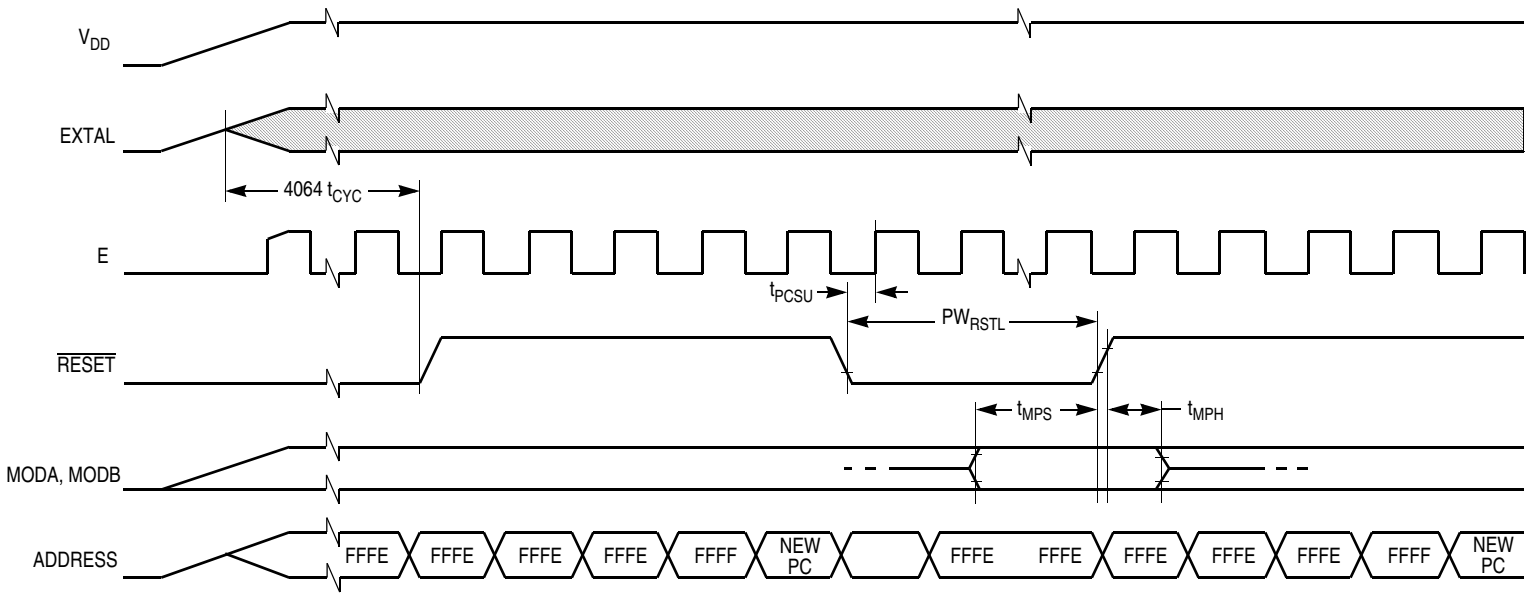 VDD
EXTAL
4064 tCYC
E
tPCSU
PWRSTL
RESET
tMPS
tMPH
MODA, MODB
ADDRESS
FFFE FFFE FFFE FFFE FFFF NEW PC FFFE FFFE FFFE FFFE FFFE FFFF NEW PC